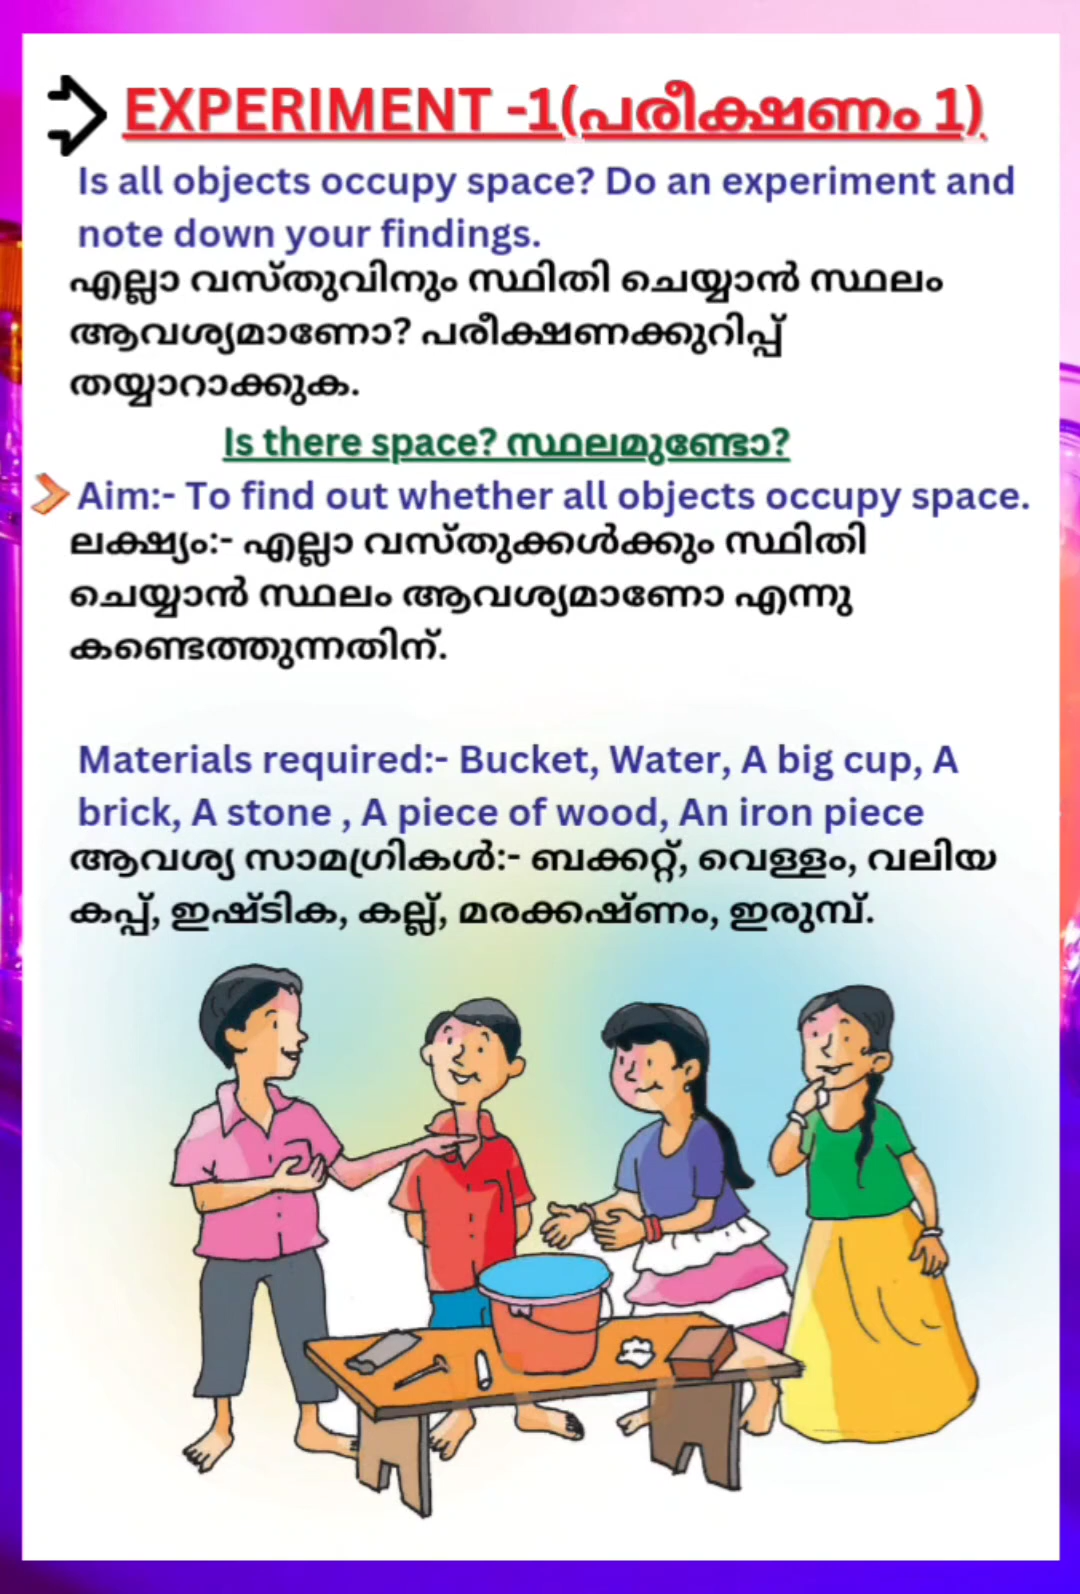 EXPERIMENT -1(പരീക്ഷണം 1)
Is all objects occupy space? Do an experiment and
note down your findings.
എല്ലാ വസ്തുവിനും സ്ഥിതി ചെയ്യാൻ സ്ഥലം
ആവശ്യമാണോ? പരീക്ഷണക്കുറിപ്പ്
തയ്യാറാക്കുക.
Is there space? സ്ഥലമുണ്ടോ?
Aim:- To find out whether all objects occupy space.
ലക്ഷ്യം:- എല്ലാ വസ്തുക്കൾക്കും സ്ഥിതി
ചെയ്യാൻ സ്ഥലം ആവശ്യമാണോ എന്നു
കണ്ടെത്തുന്നതിന്.
Materials required:- Bucket, Water, A big cup, A
brick, A stone , A piece of wood, An iron piece
ആവശ്യ സാമഗ്രികൾ:- ബക്കറ്റ്, വെള്ളം, വലിയ
കപ്പ്, ഇഷ്ടിക, കല്ല്, മരക്കഷ്ണം, ഇരുമ്പ്.